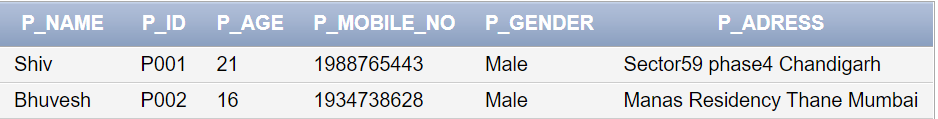 P_NAME P_ID P_AGE P_MOBILE_NO P_GENDER P_ADRESS
Shiv P001 21 1988765443 Male Sector59 phase4 Chandigarh
Bhuvesh P002 16 1934738628 Male Manas Residency Thane Mumbai